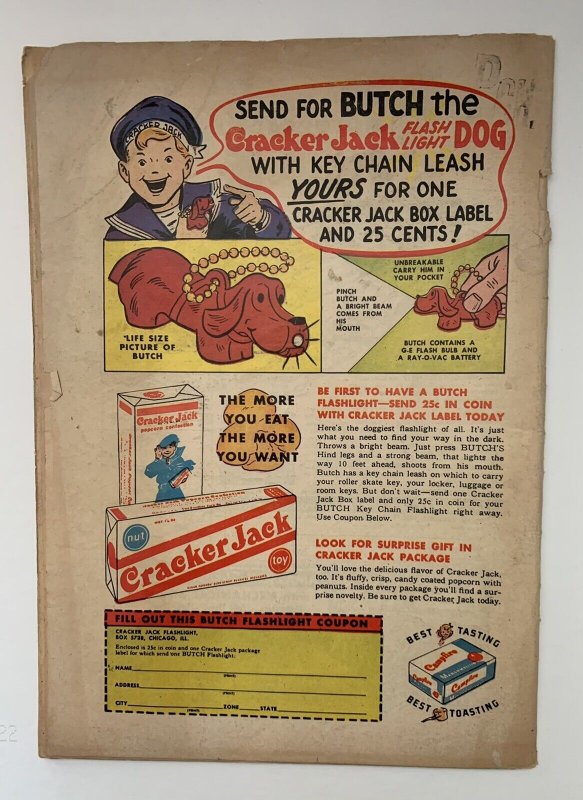 SEND FOR BUTCH the
Cracker Jack FLASH LIGHT DOG
WITH KEY CHAIN LEASH
YOURS FOR ONE
CRACKER JACK BOX LABEL
AND 25 CENTS!
CRACKER JACK
*LIFE SIZE
PICTURE OF
BUTCH
UNBREAKABLE
CARRY HIM IN
YOUR POCKET
PINCH
BUTCH AND
A BRIGHT BEAM
COMES FROM
HIS
MOUTH
BUTCH CONTAINS A
G-E FLASH BULB AND
A RAY-O-VAC BATTERY
Cracker Jack
popcorn confection
THE MORE
YOU EAT
THE MORE
YOU WANT
nut
Cracker Jack
toy
BE FIRST TO HAVE A BUTCH
FLASHLIGHT—SEND 25c IN COIN
WITH CRACKER JACK LABEL TODAY
Here's the doggiest flashlight of all. It's just
what you need to find your way in the dark.
Throws a bright beam. Just press BUTCH'S
Hind legs and a strong beam, that lights the
way 10 feet ahead, shoots from his mouth.
Butch has a key chain leash on which to carry
your roller skate key, your locker, luggage or
room keys. But don't wait—send one Cracker
Jack Box label and only 25c in coin for your
BUTCH Key Chain Flashlight right away.
Use Coupon Below.
LOOK FOR SURPRISE GIFT IN
CRACKER JACK PACKAGE
You'll love the delicious flavor of Cracker Jack,
too. It's fluffy, crisp, candy coated popcorn with
peanuts. Inside every package you'll find a sur-
prise novelty. Be sure to get Cracker Jack today.
FILL OUT THIS BUTCH FLASHLIGHT COUPON
CRACKER JACK FLASHLIGHT,
BOX 5738, CHICAGO, ILL.
Enclosed is 25c in coin and one Cracker Jack package
label for which send one BUTCH Flashlight:
NAME
(Print)
ADDRESS
(Print)
CITY ZONE STATE
(Print)
BEST TASTING
Campfire
Campfire
BEST TOASTING
22